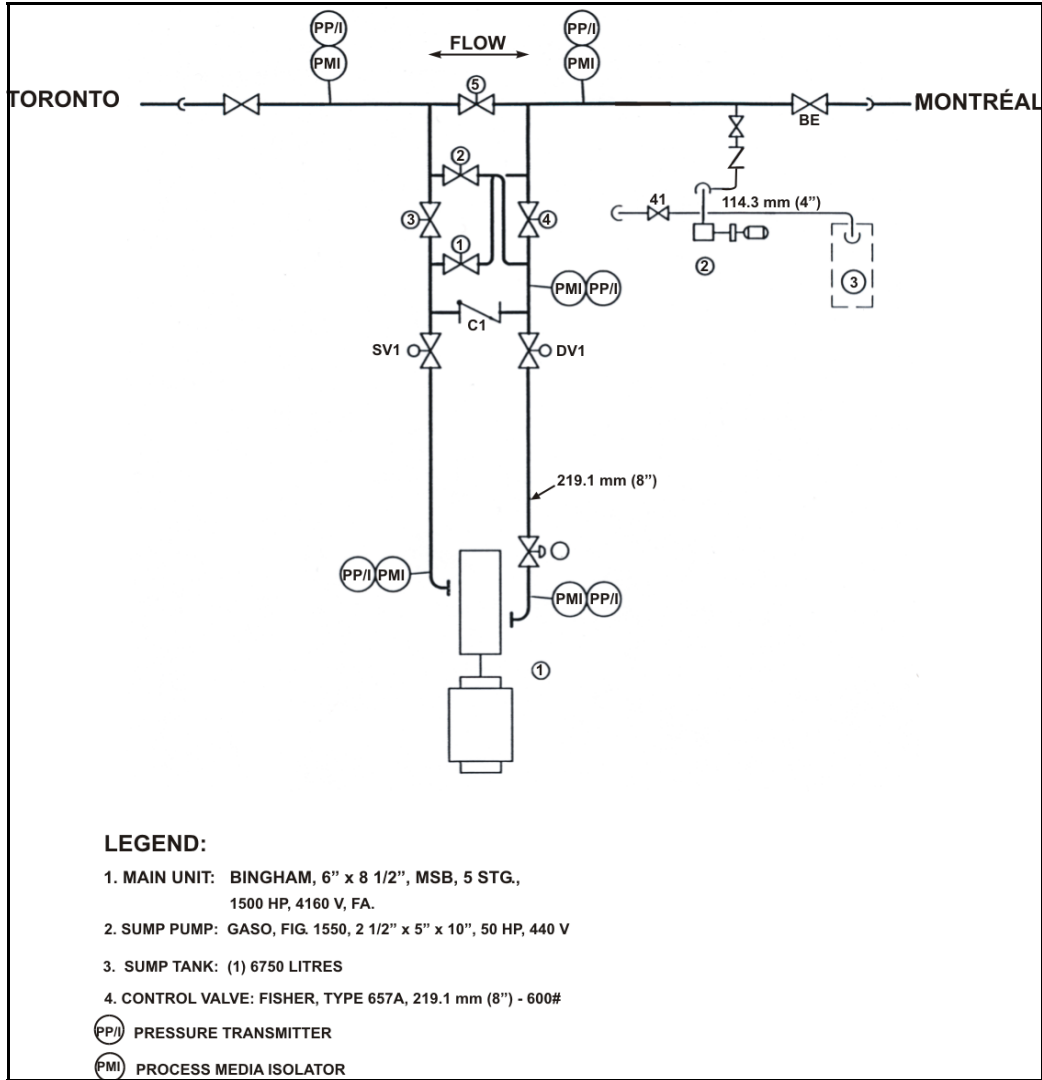 PP/I
PP/I
PMI
FLOW
PMI
5
TORONTO
MONTRÉAL
BE
2
41
114.3 mm (4”)
3
4
1
2
3
PMI PP/I
C1
SV1
DV1
219.1 mm (8”)
PP/I PMI
PMI PP/I
1
LEGEND:
1. MAIN UNIT: BINGHAM, 6” x 8 1/2”, MSB, 5 STG.,
1500 HP, 4160 V, FA.
2. SUMP PUMP: GASO, FIG. 1550, 2 1/2” x 5” x 10”, 50 HP, 440 V
3. SUMP TANK: (1) 6750 LITRES
4. CONTROL VALVE: FISHER, TYPE 657A, 219.1 mm (8”) - 600#
PP/I PRESSURE TRANSMITTER
PMI PROCESS MEDIA ISOLATOR